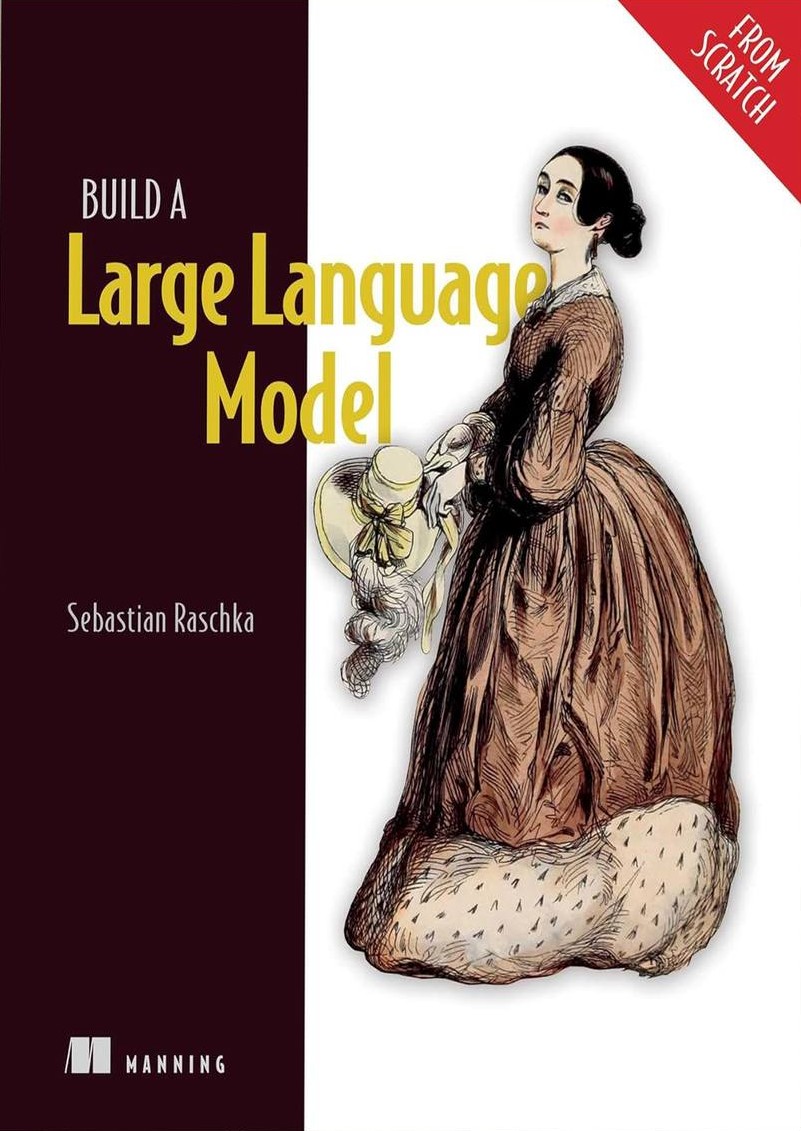 FROM
SCRATCH
BUILD A
Large Language
Model
Sebastian Raschka
MANNING